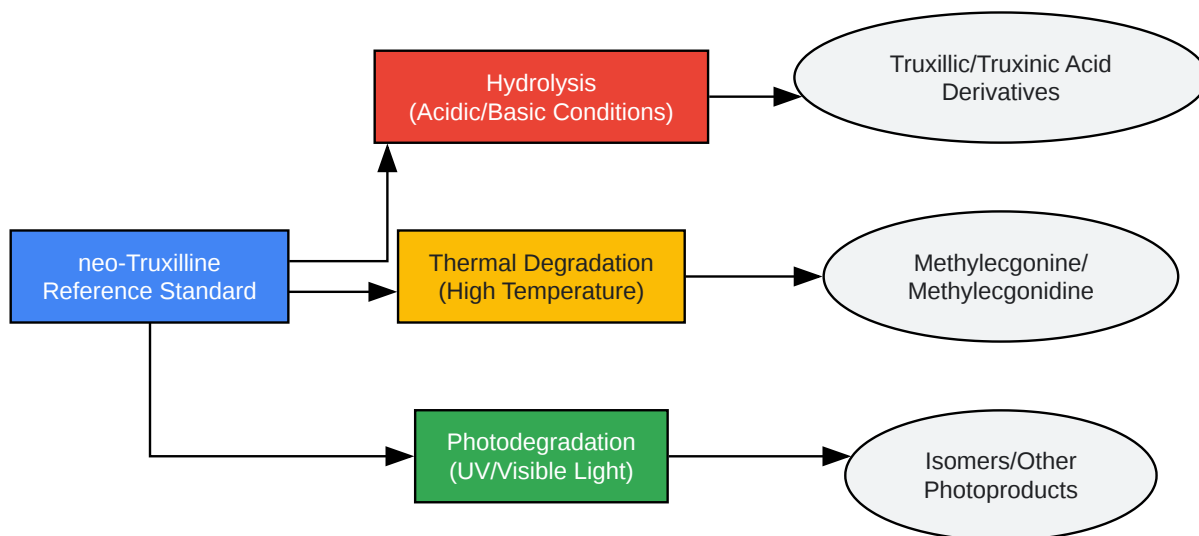 Hydrolysis
(Acidic/Basic Conditions)
Truxillic/Truxinic Acid
Derivatives
neo-Truxilline
Reference Standard
Thermal Degradation
(High Temperature)
Methylecgonine/
Methylecgonidine
Photodegradation
(UV/Visible Light)
Isomers/Other
Photoproducts